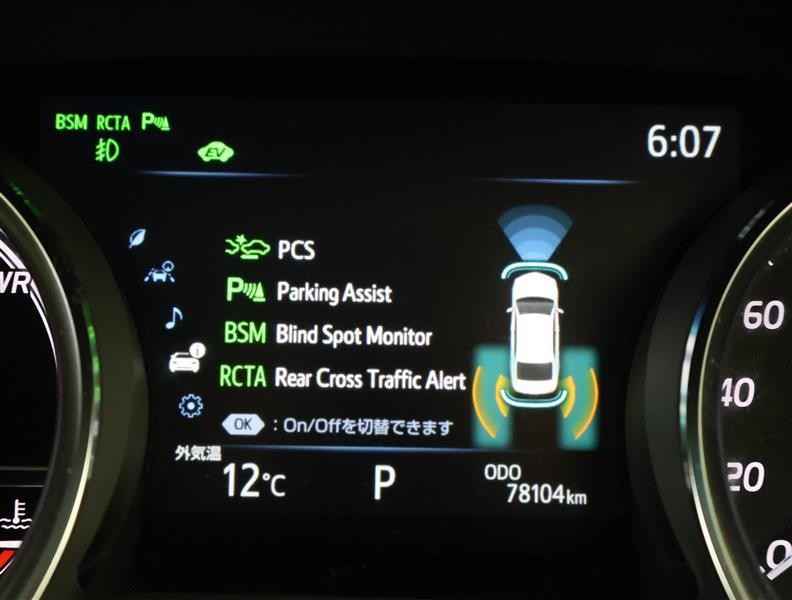 BSM RCTA P
EV
6:07
PCS
P Parking Assist
BSM Blind Spot Monitor
RCTA Rear Cross Traffic Alert
OK : On/Offを切替できます
外気温
12℃
P
ODO
78104km
WR
60
40
20
0